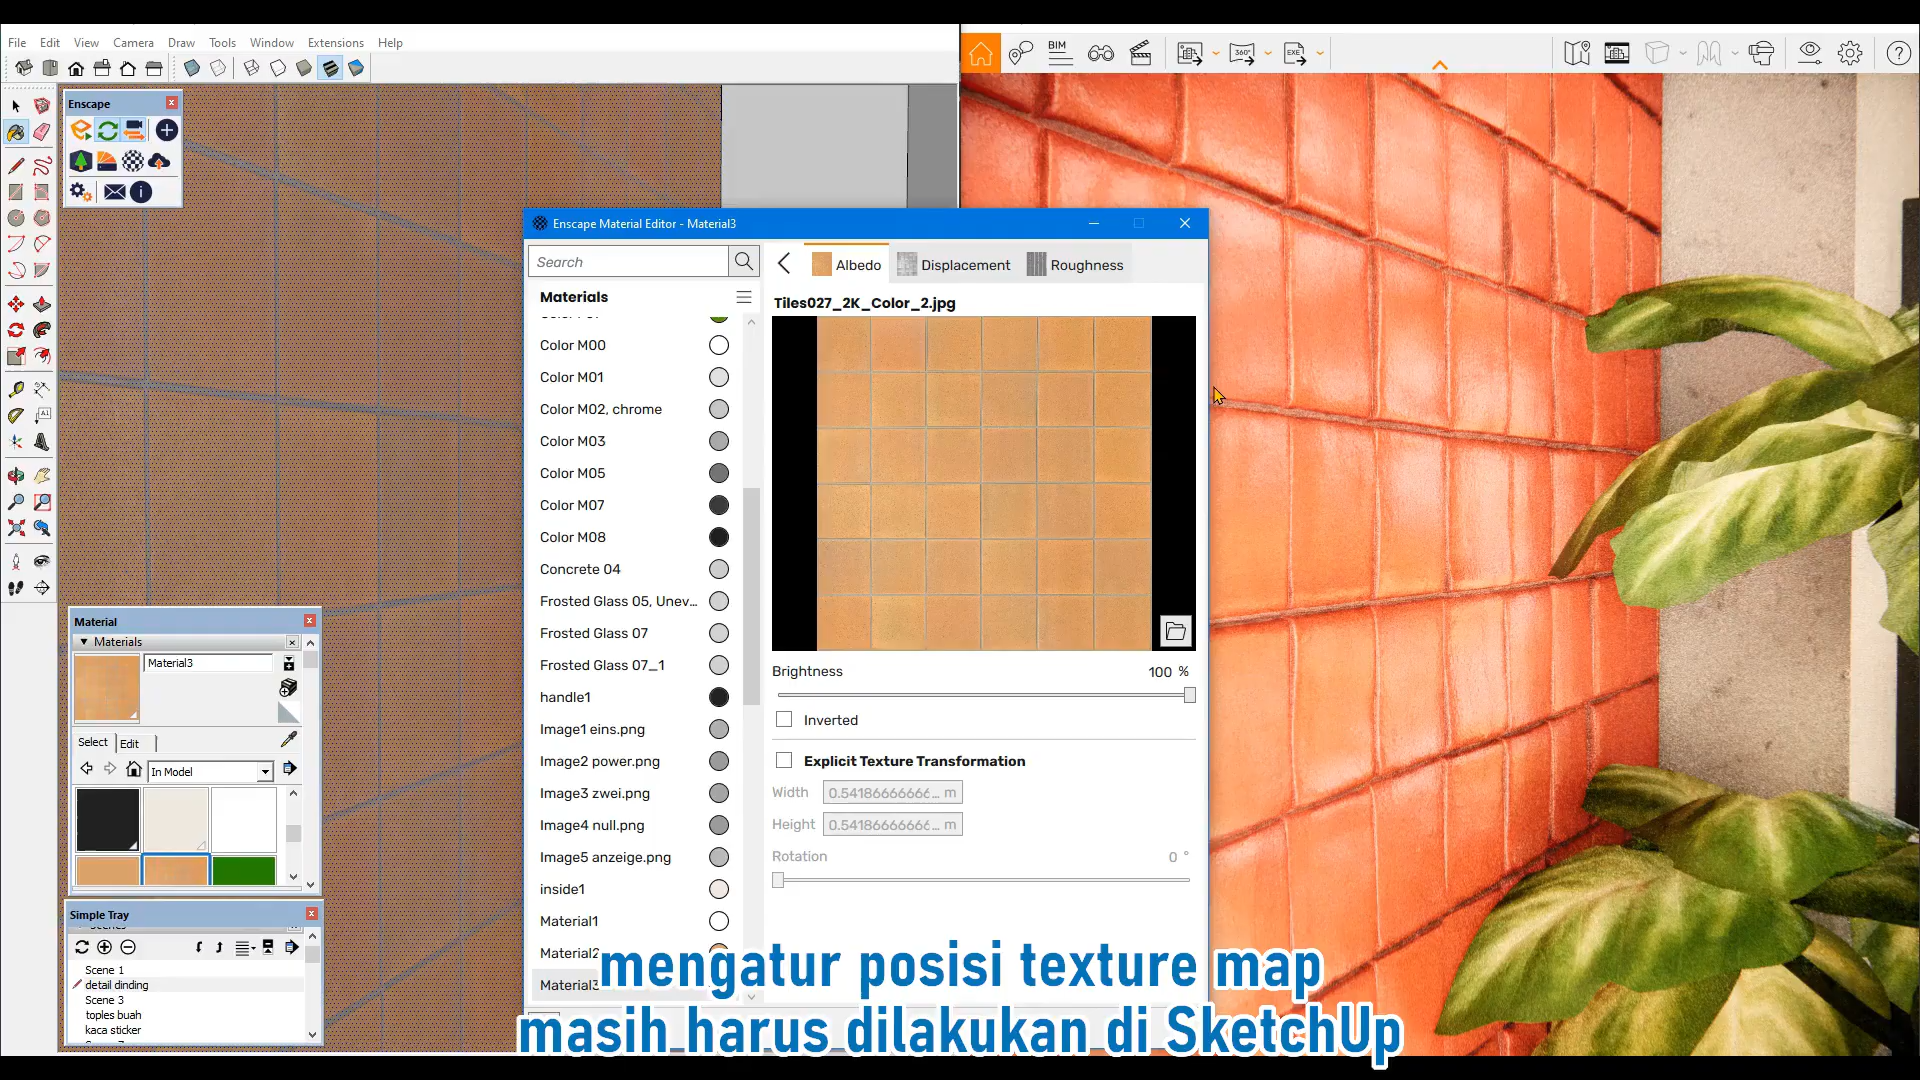 File Edit View Camera Draw Tools Window Extensions Help
BIM
360°
EXE
Enscape
A1
Enscape Material Editor - Material3
Search
Materials
Color M00
Color M01
Color M02, chrome
Color M03
Color M05
Color M07
Color M08
Concrete 04
Frosted Glass 05, Unev...
Frosted Glass 07
Frosted Glass 07_1
handle1
Image1 eins.png
Image2 power.png
Image3 zwei.png
Image4 null.png
Image5 anzeige.png
inside1
Material1
Material2
Material3
Albedo
Displacement
Roughness
Tiles027_2K_Color_2.jpg
Brightness 100 %
Inverted
Explicit Texture Transformation
Width 0.54186666666... m
Height 0.54186666666... m
Rotation 0 °
Material
Materials
Material3
Select Edit
In Model
Simple Tray
Scenes
Scene 1
detail dinding
Scene 3
toples buah
kaca sticker
mengatur posisi texture map
masih harus dilakukan di SketchUp